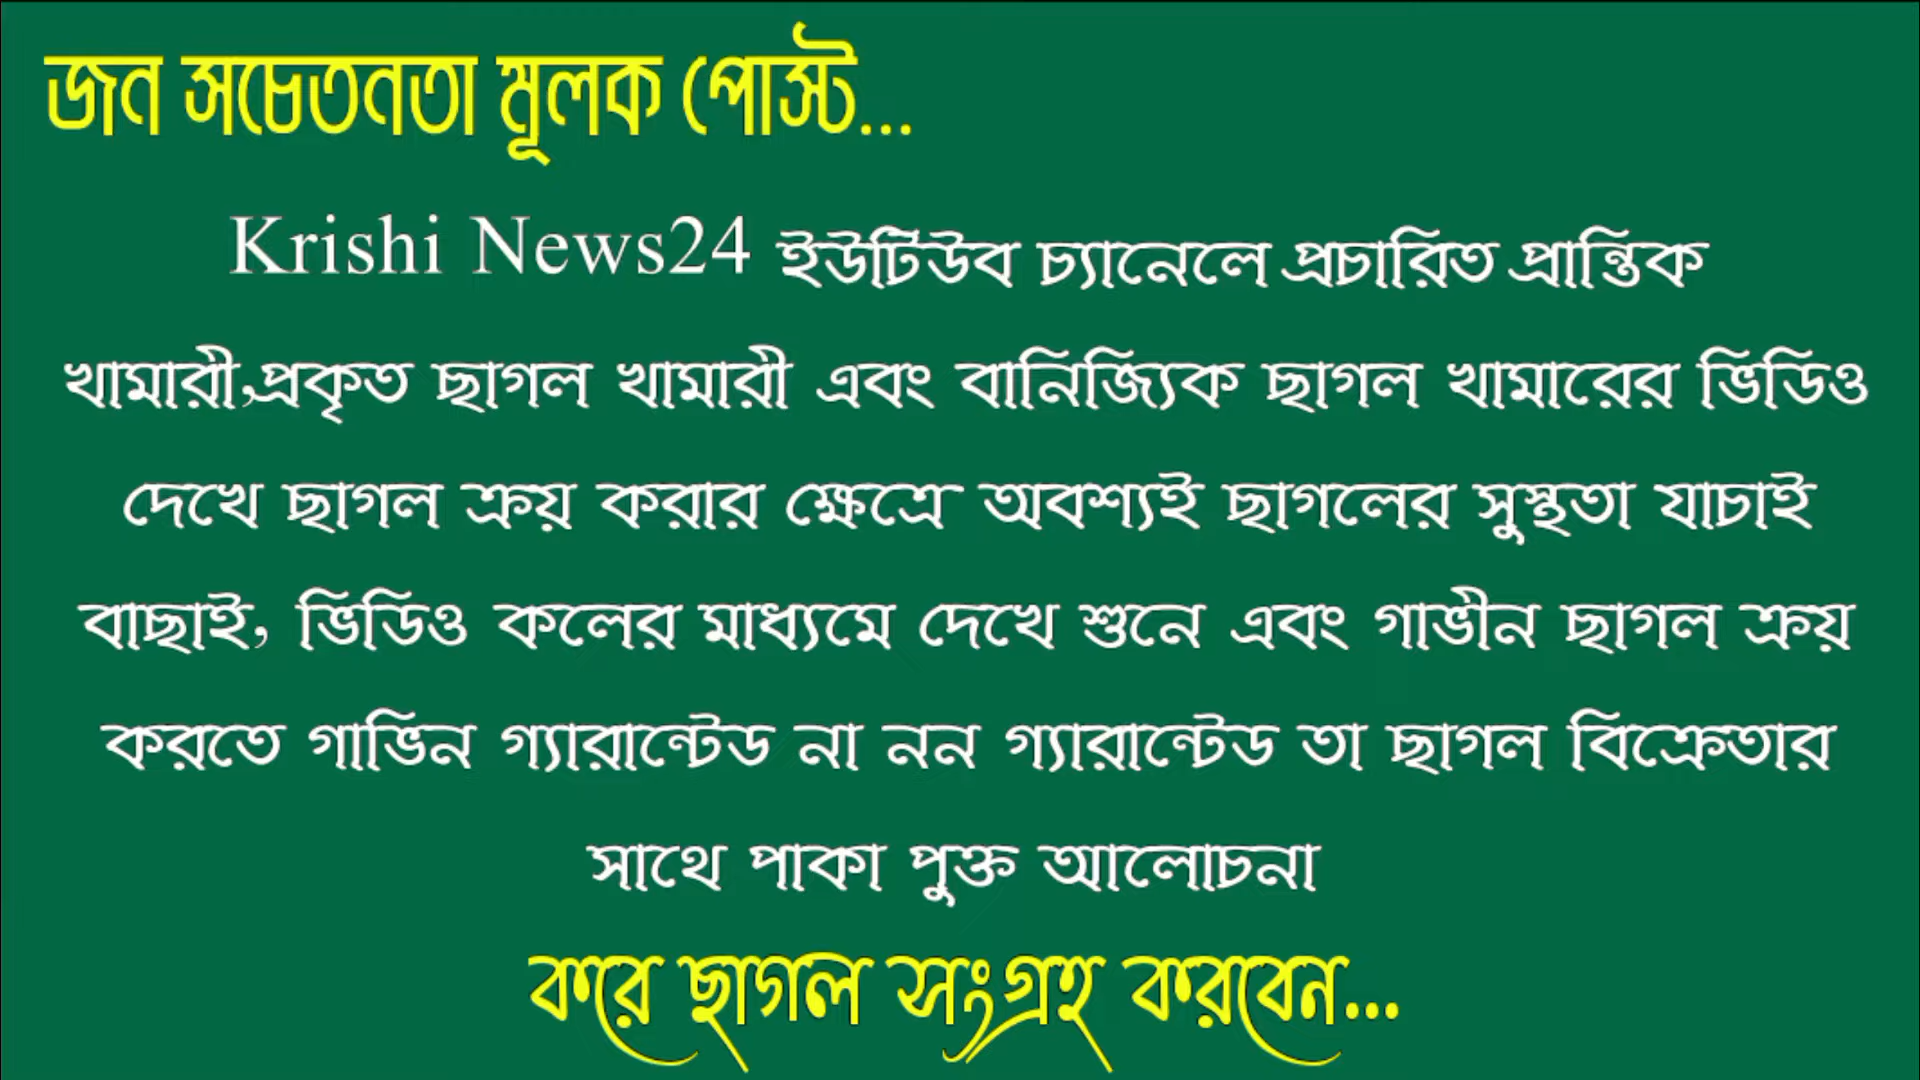 জন সচেতনতা মূলক পোস্ট...
Krishi News24 ইউটিউব চ্যানেলে প্রচারিত প্রান্তিক
খামারী,প্রকৃত ছাগল খামারী এবং বানিজ্যিক ছাগল খামারের ভিডিও
দেখে ছাগল ক্রয় করার ক্ষেত্রে অবশ্যই ছাগলের সুস্থতা যাচাই
বাছাই, ভিডিও কলের মাধ্যমে দেখে শুনে এবং গাভীন ছাগল ক্রয়
করতে গাভিন গ্যারান্টেড না নন গ্যারান্টেড তা ছাগল বিক্রেতার
সাথে পাকা পুক্ত আলোচনা
করে ছাগল সংগ্রহ করবেন...